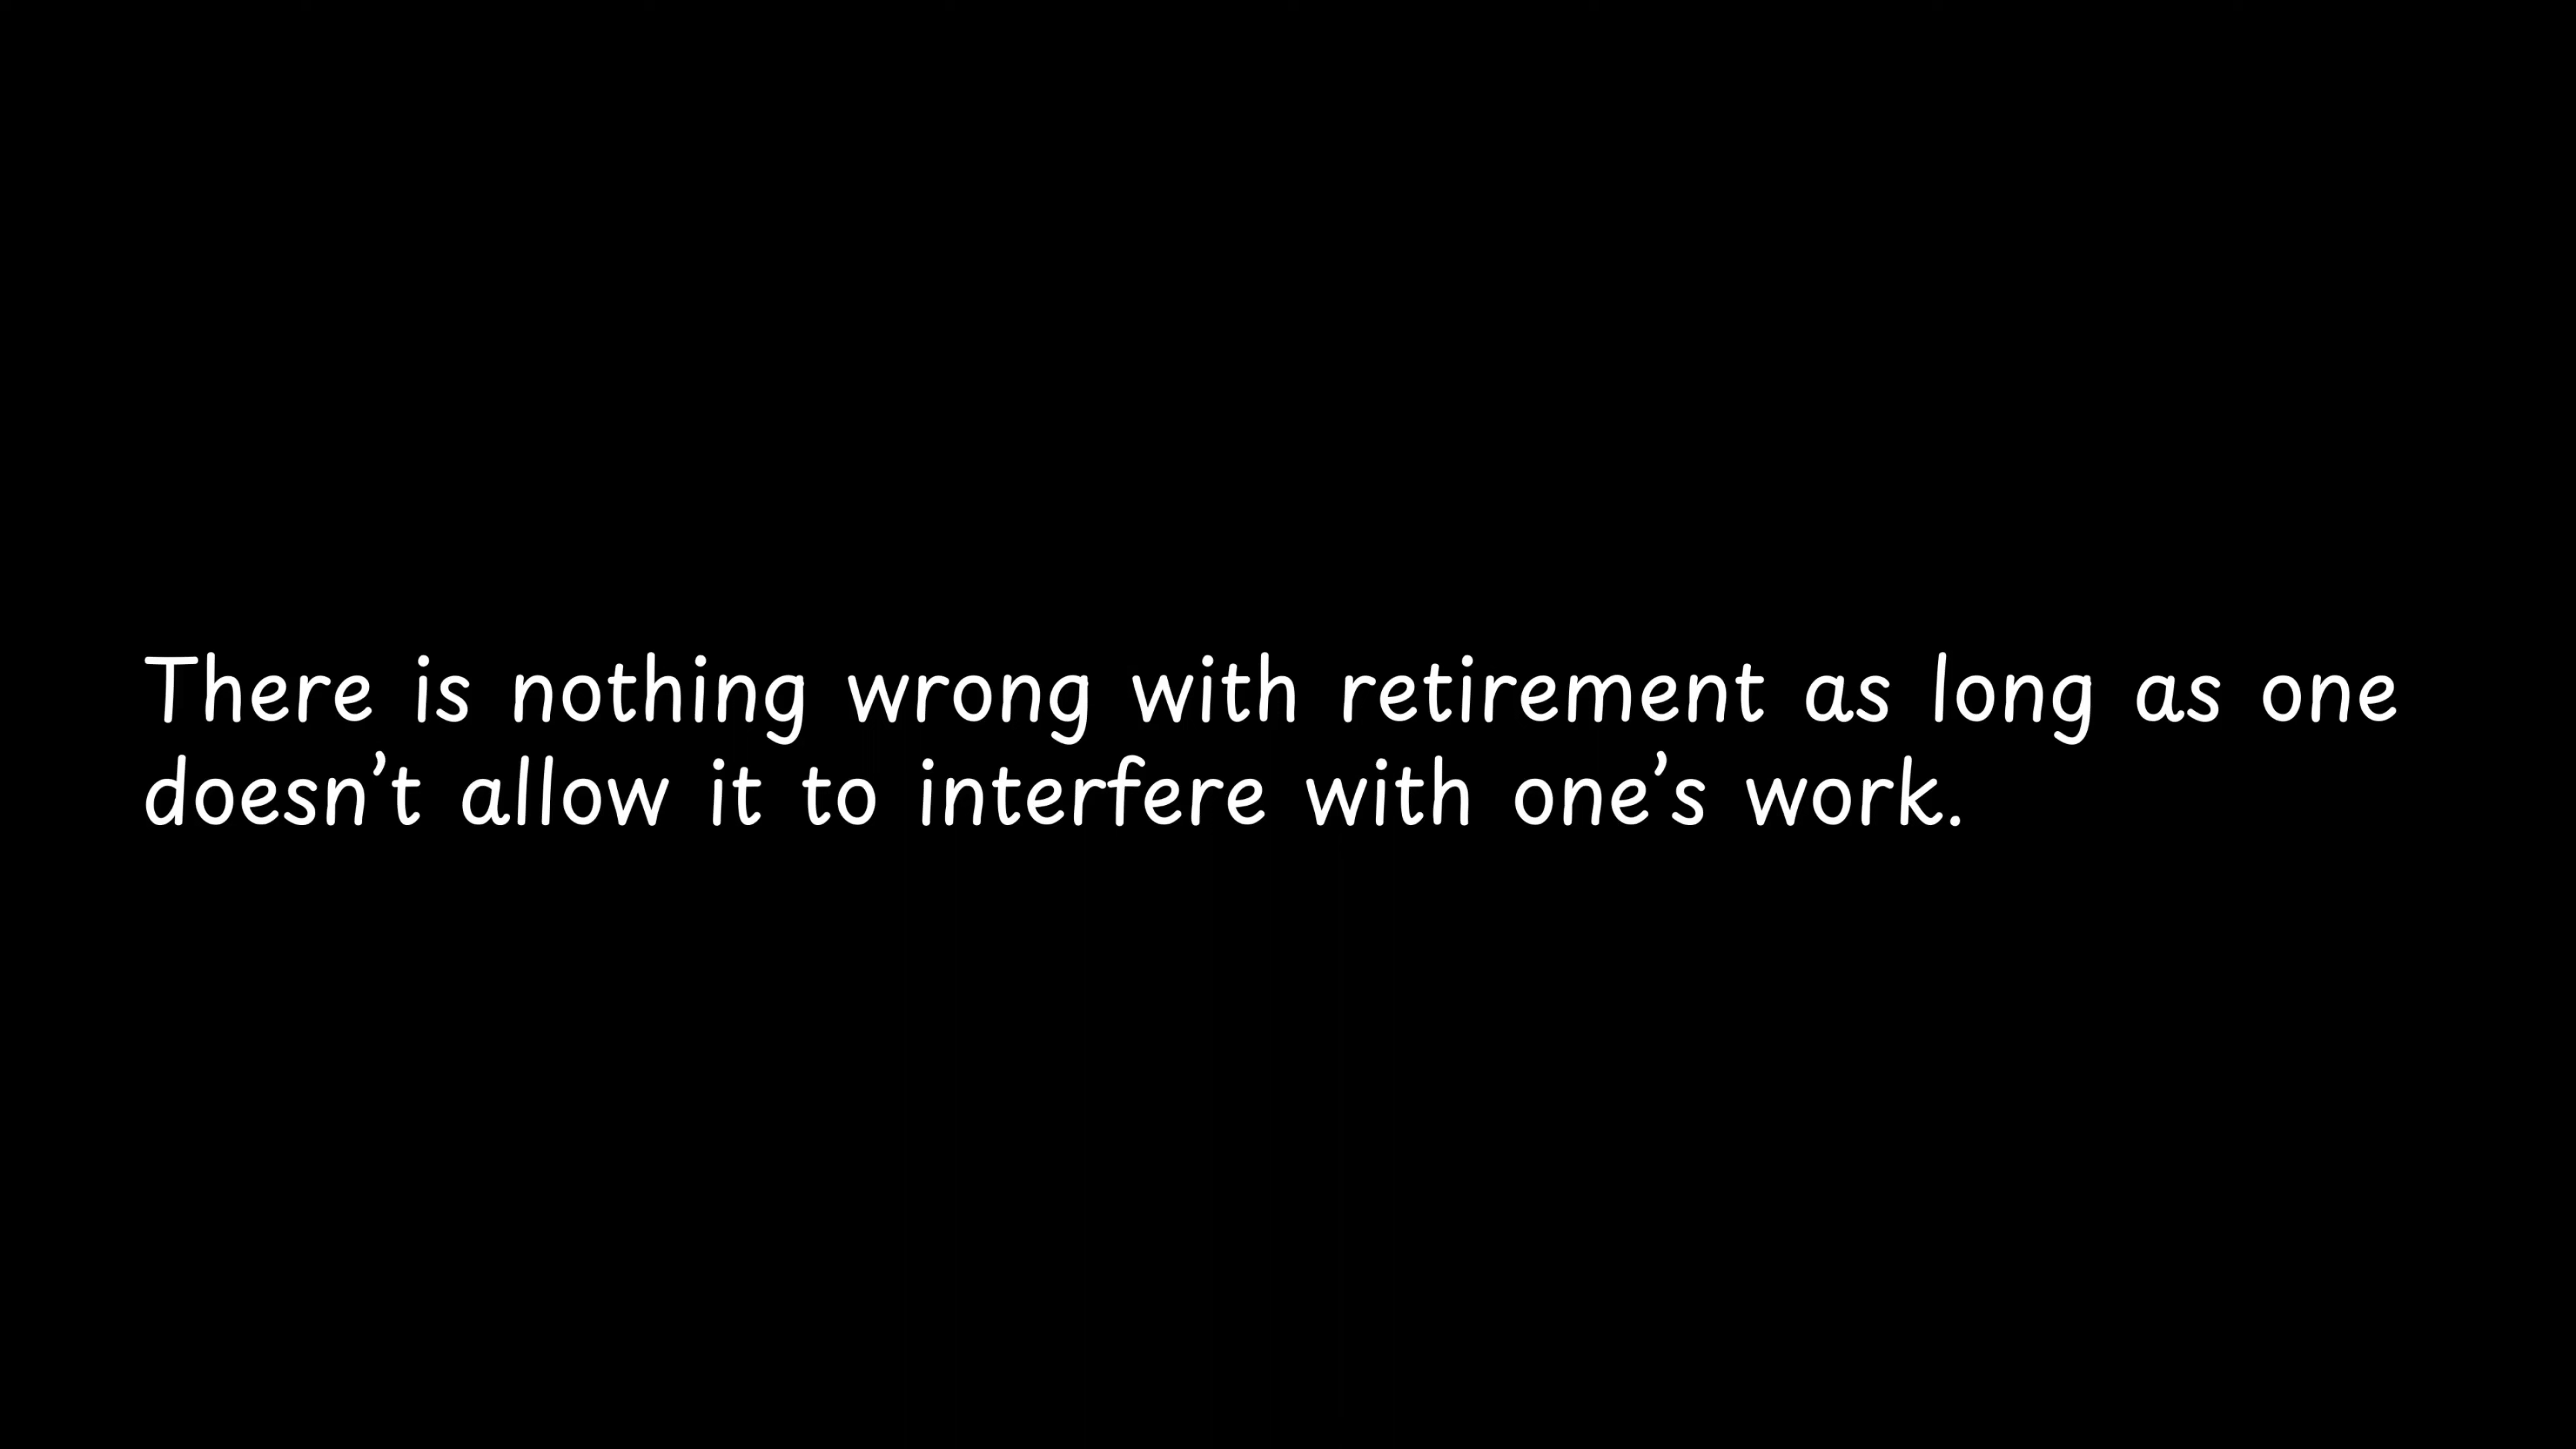 There is nothing wrong with retirement as long as one
doesn’t allow it to interfere with one’s work.